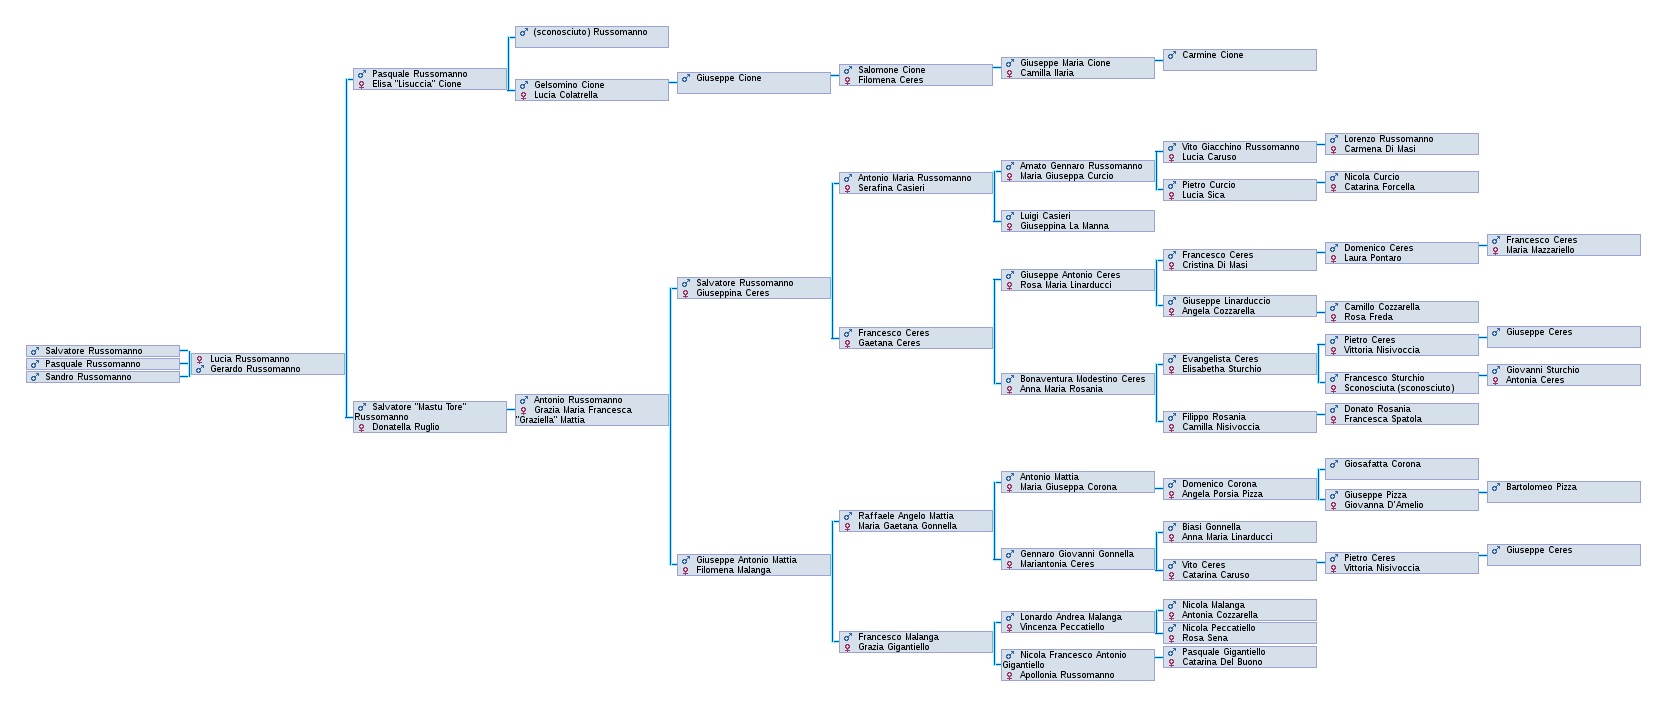 Salvatore Russomanno
Pasquale Russomanno
Sandro Russomanno
Lucia Russomanno
Gerardo Russomanno
Pasquale Russomanno
Elisa "Lisuccia" Cione
Salvatore "Mastu Tore"
Russomanno
Donatella Ruglio
(sconosciuto) Russomanno
Gelsomino Cione
Lucia Colatrella
Antonio Russomanno
Grazia Maria Francesca
"Graziella" Mattia
Giuseppe Cione
Salvatore Russomanno
Giuseppina Ceres
Giuseppe Antonio Mattia
Filomena Malanga
Salomone Cione
Filomena Ceres
Antonio Maria Russomanno
Serafina Casieri
Francesco Ceres
Gaetana Ceres
Raffaele Angelo Mattia
Maria Gaetana Gonnella
Francesco Malanga
Grazia Gigantiello
Giuseppe Maria Cione
Camilla Ilaria
Amato Gennaro Russomanno
Maria Giuseppa Curcio
Luigi Casieri
Giuseppina La Manna
Giuseppe Antonio Ceres
Rosa Maria Linarducci
Bonaventura Modestino Ceres
Anna Maria Rosania
Antonio Mattia
Maria Giuseppa Corona
Gennaro Giovanni Gonnella
Mariantonia Ceres
Lonardo Andrea Malanga
Vincenza Peccatiello
Nicola Francesco Antonio
Gigantiello
Apollonia Russomanno
Carmine Cione
Vito Giacchino Russomanno
Lucia Caruso
Pietro Curcio
Lucia Sica
Francesco Ceres
Cristina Di Masi
Giuseppe Linarduccio
Angela Cozzarella
Evangelista Ceres
Elisabetha Sturchio
Filippo Rosania
Camilla Nisivoccia
Domenico Corona
Angela Porsia Pizza
Biasi Gonnella
Anna Maria Linarducci
Vito Ceres
Catarina Caruso
Nicola Malanga
Antonia Cozzarella
Nicola Peccatiello
Rosa Sena
Pasquale Gigantiello
Catarina Del Buono
Lorenzo Russomanno
Carmena Di Masi
Nicola Curcio
Catarina Forcella
Domenico Ceres
Laura Pontaro
Camillo Cozzarella
Rosa Freda
Pietro Ceres
Vittoria Nisivoccia
Francesco Sturchio
Sconosciuta (sconosciuto)
Donato Rosania
Francesca Spatola
Giosafatta Corona
Giuseppe Pizza
Giovanna D'Amelio
Pietro Ceres
Vittoria Nisivoccia
Francesco Ceres
Maria Mazzariello
Giuseppe Ceres
Giovanni Sturchio
Antonia Ceres
Bartolomeo Pizza
Giuseppe Ceres